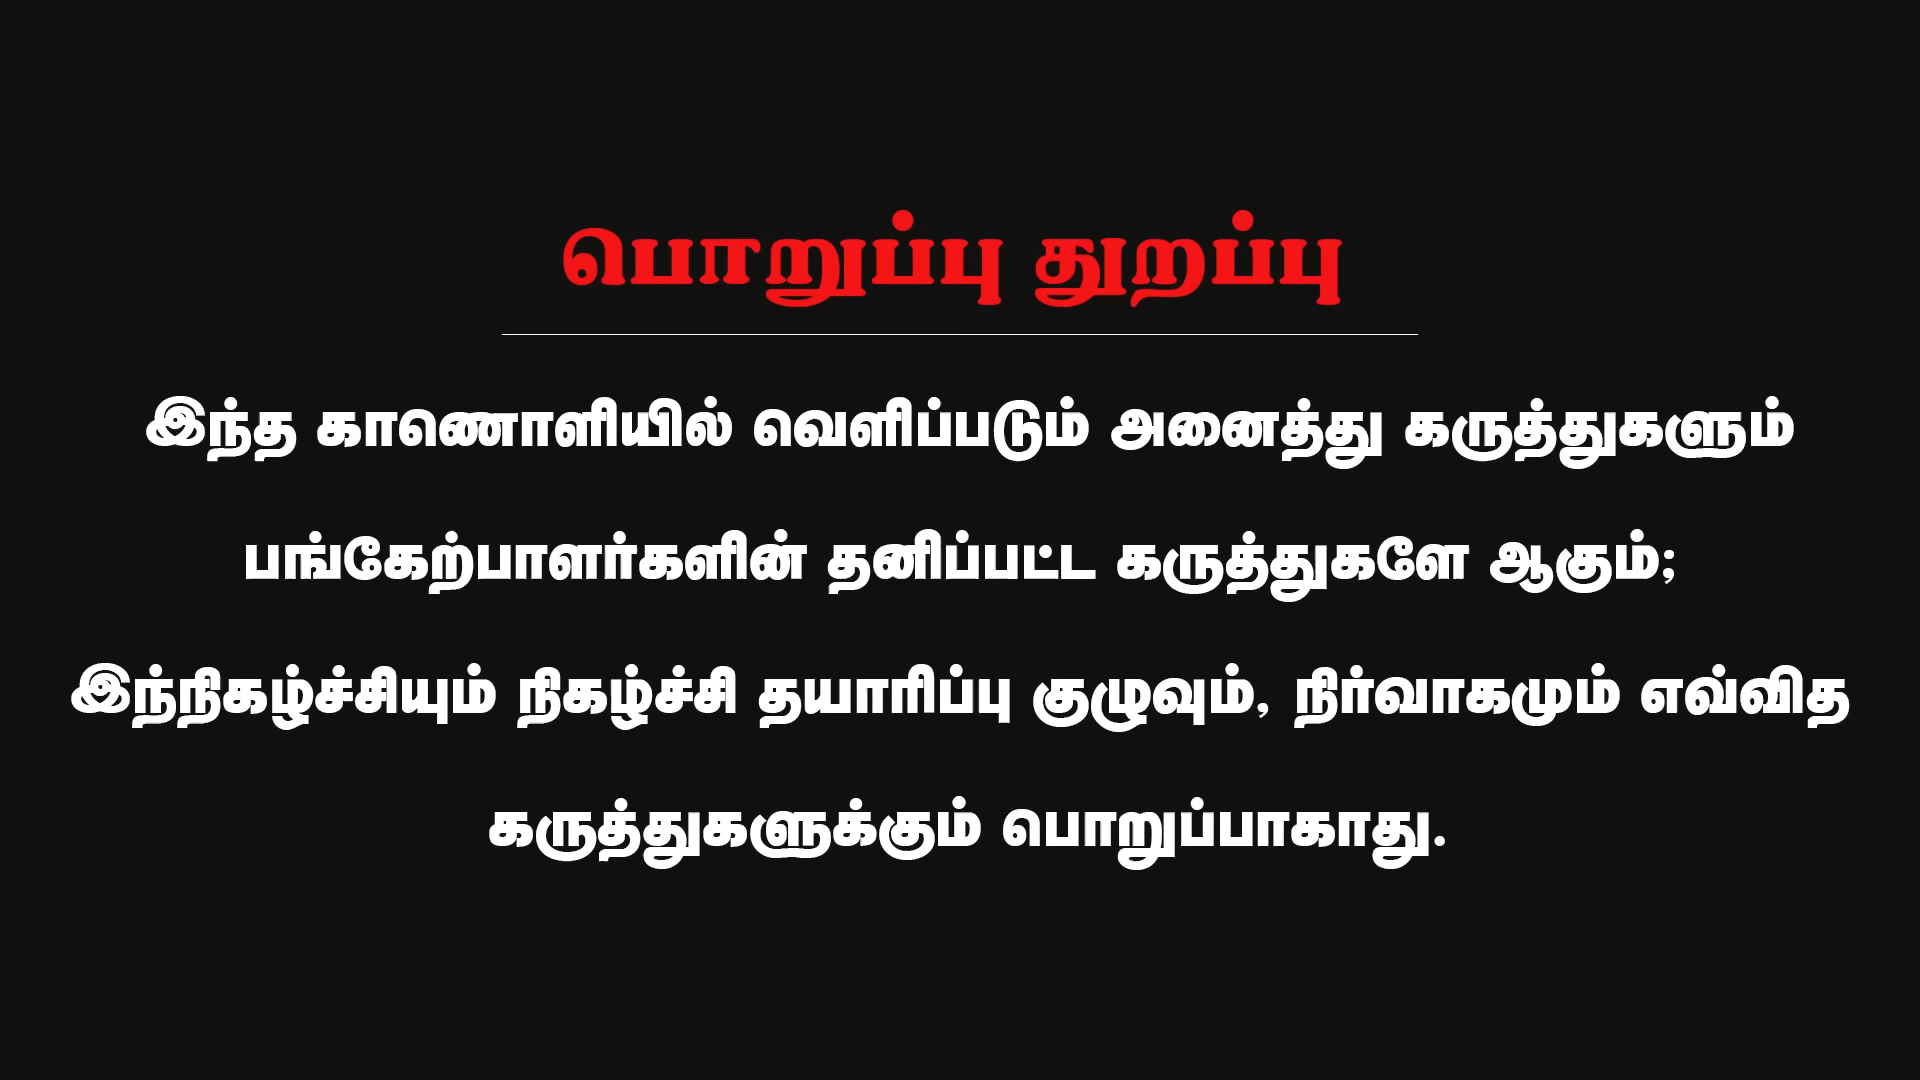 பொறுப்பு துறப்பு
இந்த காணொளியில் வெளிப்படும் அனைத்து கருத்துகளும்
பங்கேற்பாளர்களின் தனிப்பட்ட கருத்துகளே ஆகும்;
இந்நிகழ்ச்சியும் நிகழ்ச்சி தயாரிப்பு குழுவும், நிர்வாகமும் எவ்வித
கருத்துகளுக்கும் பொறுப்பாகாது.